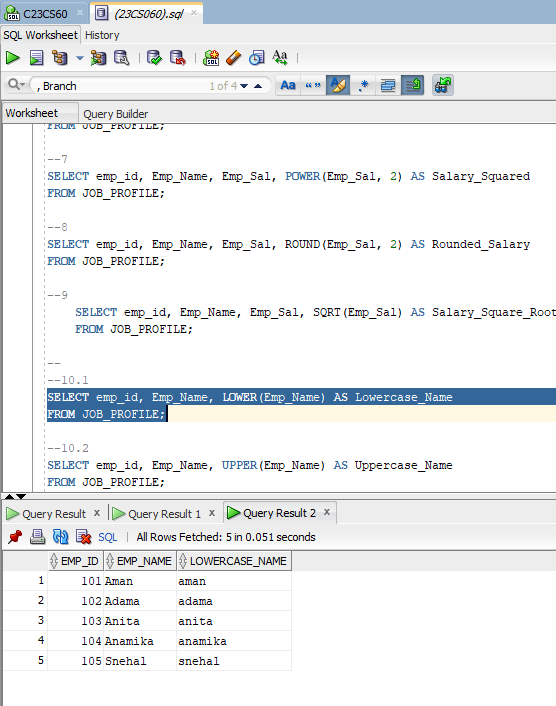 C23CS60 (23CS060).sql
SQL Worksheet History
, Branch 1 of 4 Aa “ ” .*
Worksheet Query Builder
FROM JOB_PROFILE;
--7
SELECT emp_id, Emp_Name, Emp_Sal, POWER(Emp_Sal, 2) AS Salary_Squared
FROM JOB_PROFILE;
--8
SELECT emp_id, Emp_Name, Emp_Sal, ROUND(Emp_Sal, 2) AS Rounded_Salary
FROM JOB_PROFILE;
--9
SELECT emp_id, Emp_Name, Emp_Sal, SQRT(Emp_Sal) AS Salary_Square_Root
FROM JOB_PROFILE;
--
--10.1
SELECT emp_id, Emp_Name, LOWER(Emp_Name) AS Lowercase_Name
FROM JOB_PROFILE;
--10.2
SELECT emp_id, Emp_Name, UPPER(Emp_Name) AS Uppercase_Name
FROM JOB_PROFILE;
Query Result x Query Result 1 x Query Result 2 x
SQL | All Rows Fetched: 5 in 0.051 seconds
EMP_ID EMP_NAME LOWERCASE_NAME
1 101 Aman aman
2 102 Adama adama
3 103 Anita anita
4 104 Anamika anamika
5 105 Snehal snehal